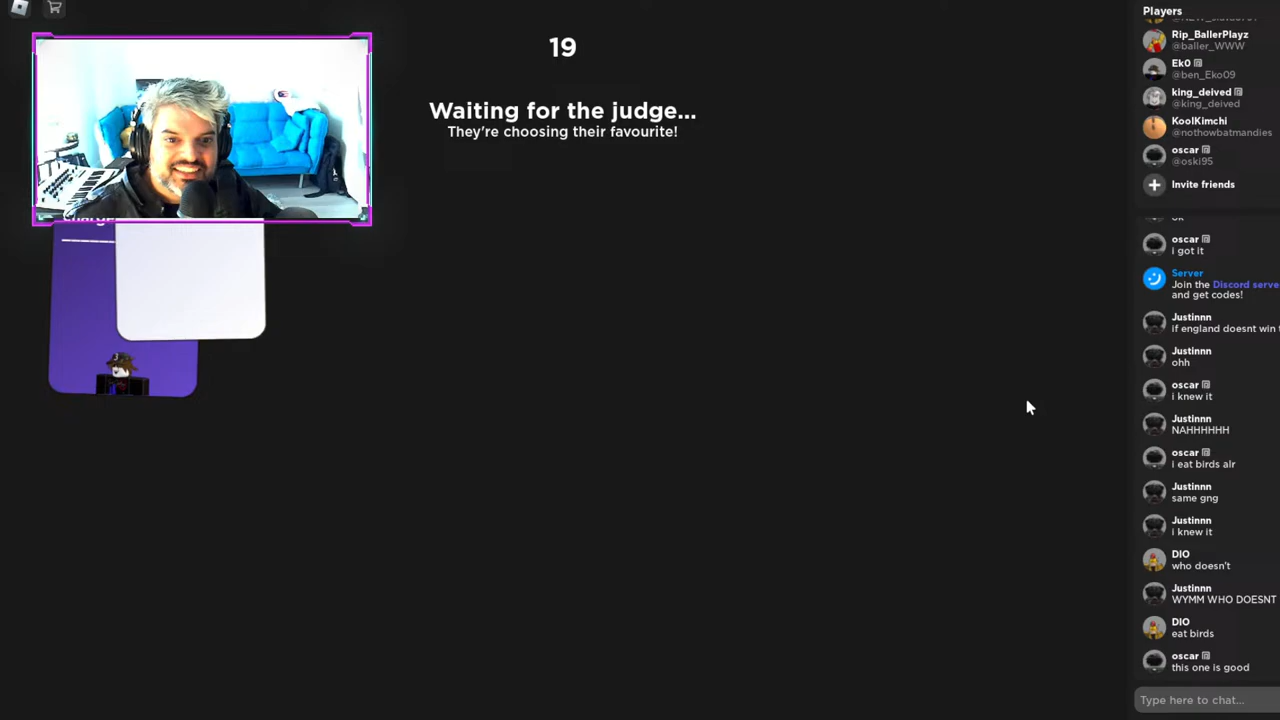 19
Waiting for the judge...
They're choosing their favourite!
Players
Rip_BallerPlayz
@baller_WWW
Ek0
@ben_Eko09
king_deived
@king_deived
KoolKimchi
@nothowbatmandies
oscar
@oski95
Invite friends
ok
oscar
i got it
Server
Join the Discord serve
and get codes!
Justinnn
if england doesnt win t
Justinnn
ohh
oscar
i knew it
Justinnn
NAHHHHHH
oscar
i eat birds alr
Justinnn
same gng
Justinnn
i knew it
DIO
who doesn't
Justinnn
WYMM WHO DOESNT
DIO
eat birds
oscar
this one is good
Type here to chat...